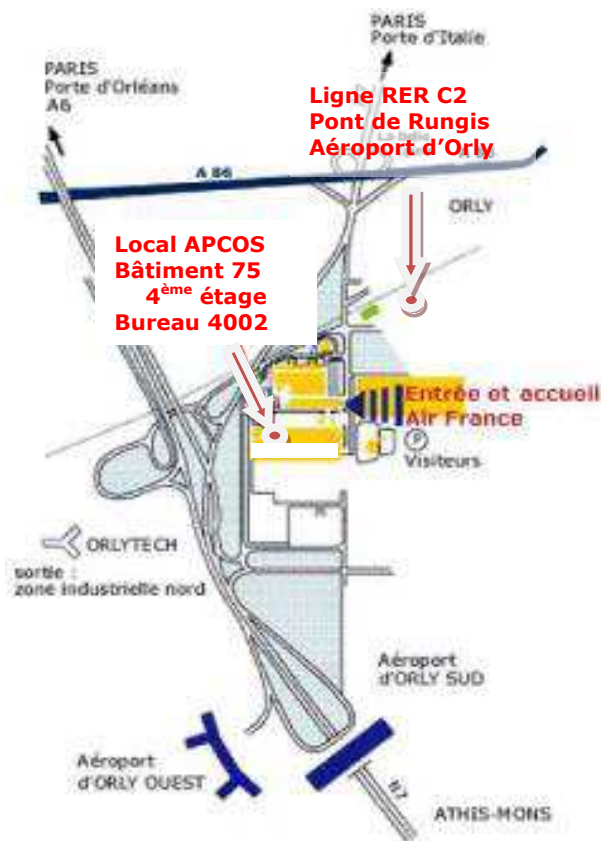 PARIS
Porte d'Italie
PARIS
Porte d'Orléans
A6
Ligne RER C2
Pont de Rungis
Aéroport d'Orly
A 86
ORLY
Local APCOS
Bâtiment 75
4ème étage
Bureau 4002
Entrée et accueil
Air France
P
Visiteurs
ORLYTECH
sortie :
zone industrielle nord
Aéroport
d'ORLY SUD
Aéroport
d'ORLY OUEST
ATHIS-MONS